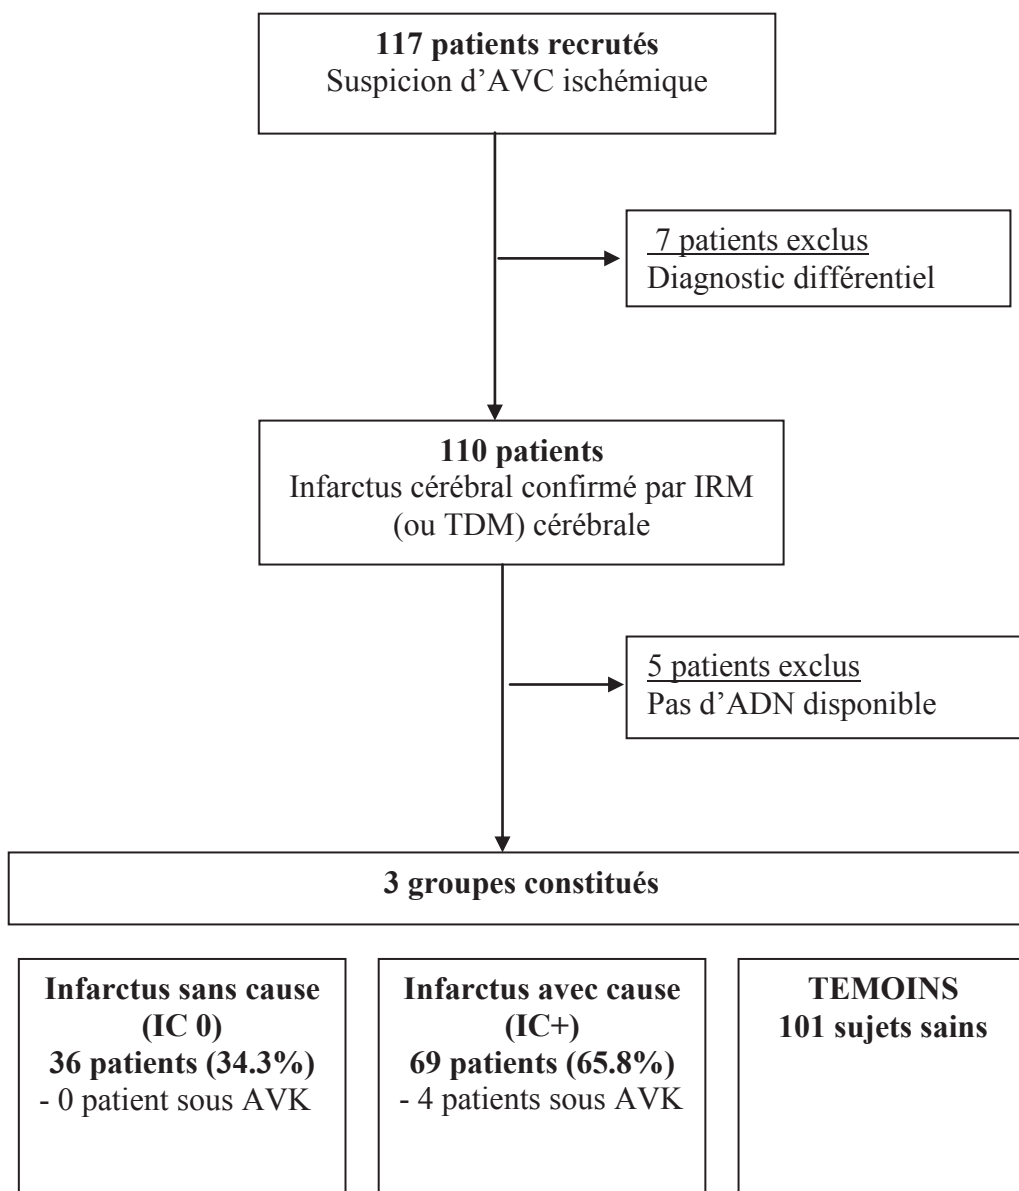 117 patients recrutés
Suspicion d’AVC ischémique
7 patients exclus
Diagnostic différentiel
110 patients
Infarctus cérébral confirmé par IRM
(ou TDM) cérébrale
5 patients exclus
Pas d’ADN disponible
3 groupes constitués
Infarctus sans cause
(IC 0)
36 patients (34.3%)
- 0 patient sous AVK
Infarctus avec cause
(IC+)
69 patients (65.8%)
- 4 patients sous AVK
TEMOINS
101 sujets sains